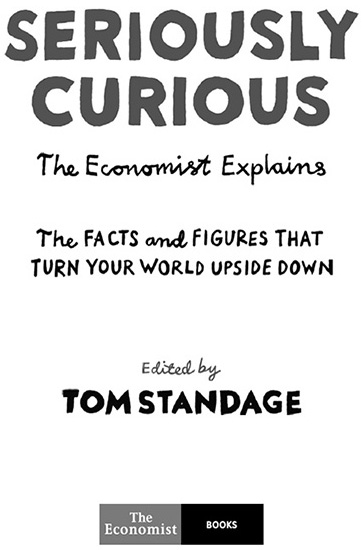 SERIOUSLY
CURIOUS
The Economist Explains
The FACTS and FIGURES THAT
TURN YOUR WORLD UPSIDE DOWN
Edited by
TOM STANDAGE
The
Economist
BOOKS